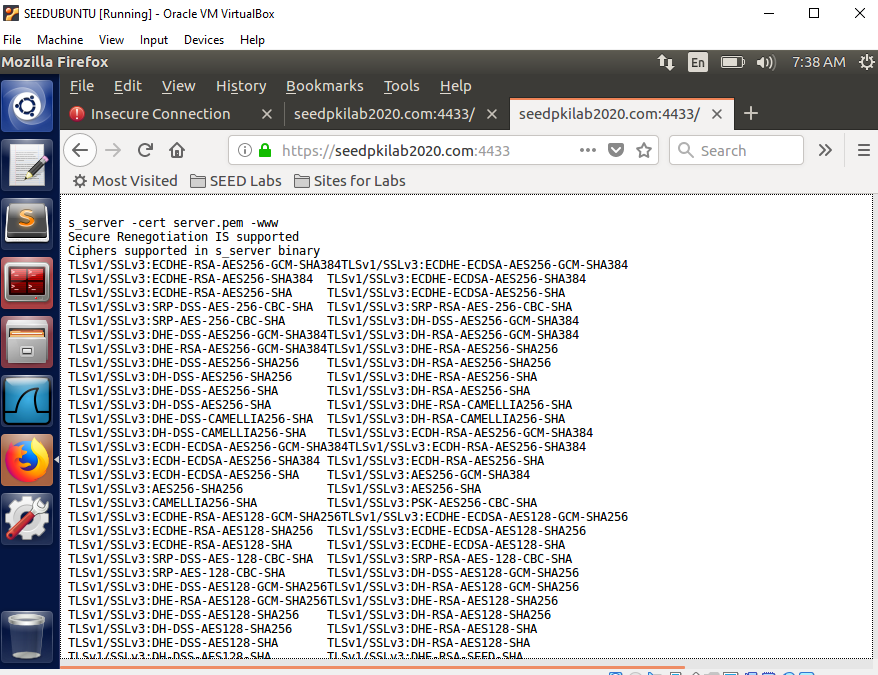 SEEDUBUNTU [Running] - Oracle VM VirtualBox
File Machine View Input Devices Help
Mozilla Firefox En 7:38 AM
File Edit View History Bookmarks Tools Help
Insecure Connection seedpkilab2020.com:4433/ seedpkilab2020.com:4433/
https://seedpkilab2020.com:4433 Search
Most Visited SEED Labs Sites for Labs
s_server -cert server.pem -www
Secure Renegotiation IS supported
Ciphers supported in s_server binary
TLSv1/SSLv3:ECDHE-RSA-AES256-GCM-SHA384TLSv1/SSLv3:ECDHE-ECDSA-AES256-GCM-SHA384
TLSv1/SSLv3:ECDHE-RSA-AES256-SHA384 TLSv1/SSLv3:ECDHE-ECDSA-AES256-SHA384
TLSv1/SSLv3:ECDHE-RSA-AES256-SHA TLSv1/SSLv3:ECDHE-ECDSA-AES256-SHA
TLSv1/SSLv3:SRP-DSS-AES-256-CBC-SHA TLSv1/SSLv3:SRP-RSA-AES-256-CBC-SHA
TLSv1/SSLv3:SRP-AES-256-CBC-SHA TLSv1/SSLv3:DH-DSS-AES256-GCM-SHA384
TLSv1/SSLv3:DHE-DSS-AES256-GCM-SHA384TLSv1/SSLv3:DH-RSA-AES256-GCM-SHA384
TLSv1/SSLv3:DHE-RSA-AES256-GCM-SHA384TLSv1/SSLv3:DHE-RSA-AES256-SHA256
TLSv1/SSLv3:DHE-DSS-AES256-SHA256 TLSv1/SSLv3:DH-RSA-AES256-SHA256
TLSv1/SSLv3:DH-DSS-AES256-SHA256 TLSv1/SSLv3:DHE-RSA-AES256-SHA
TLSv1/SSLv3:DHE-DSS-AES256-SHA TLSv1/SSLv3:DH-RSA-AES256-SHA
TLSv1/SSLv3:DH-DSS-AES256-SHA TLSv1/SSLv3:DHE-RSA-CAMELLIA256-SHA
TLSv1/SSLv3:DHE-DSS-CAMELLIA256-SHA TLSv1/SSLv3:DH-RSA-CAMELLIA256-SHA
TLSv1/SSLv3:DH-DSS-CAMELLIA256-SHA TLSv1/SSLv3:ECDH-RSA-AES256-GCM-SHA384
TLSv1/SSLv3:ECDH-ECDSA-AES256-GCM-SHA384TLSv1/SSLv3:ECDH-RSA-AES256-SHA384
TLSv1/SSLv3:ECDH-ECDSA-AES256-SHA384 TLSv1/SSLv3:ECDH-RSA-AES256-SHA
TLSv1/SSLv3:ECDH-ECDSA-AES256-SHA TLSv1/SSLv3:AES256-GCM-SHA384
TLSv1/SSLv3:AES256-SHA256 TLSv1/SSLv3:AES256-SHA
TLSv1/SSLv3:CAMELLIA256-SHA TLSv1/SSLv3:PSK-AES256-CBC-SHA
TLSv1/SSLv3:ECDHE-RSA-AES128-GCM-SHA256TLSv1/SSLv3:ECDHE-ECDSA-AES128-GCM-SHA256
TLSv1/SSLv3:ECDHE-RSA-AES128-SHA256 TLSv1/SSLv3:ECDHE-ECDSA-AES128-SHA256
TLSv1/SSLv3:ECDHE-RSA-AES128-SHA TLSv1/SSLv3:ECDHE-ECDSA-AES128-SHA
TLSv1/SSLv3:SRP-DSS-AES-128-CBC-SHA TLSv1/SSLv3:SRP-RSA-AES-128-CBC-SHA
TLSv1/SSLv3:SRP-AES-128-CBC-SHA TLSv1/SSLv3:DH-DSS-AES128-GCM-SHA256
TLSv1/SSLv3:DHE-DSS-AES128-GCM-SHA256TLSv1/SSLv3:DH-RSA-AES128-GCM-SHA256
TLSv1/SSLv3:DHE-RSA-AES128-GCM-SHA256TLSv1/SSLv3:DHE-RSA-AES128-SHA256
TLSv1/SSLv3:DHE-DSS-AES128-SHA256 TLSv1/SSLv3:DH-RSA-AES128-SHA256
TLSv1/SSLv3:DH-DSS-AES128-SHA256 TLSv1/SSLv3:DHE-RSA-AES128-SHA
TLSv1/SSLv3:DHE-DSS-AES128-SHA TLSv1/SSLv3:DH-RSA-AES128-SHA
TLSv1/SSLv3:DH-DSS-AES128-SHA TLSv1/SSLv3:DHE-RSA-SEED-SHA